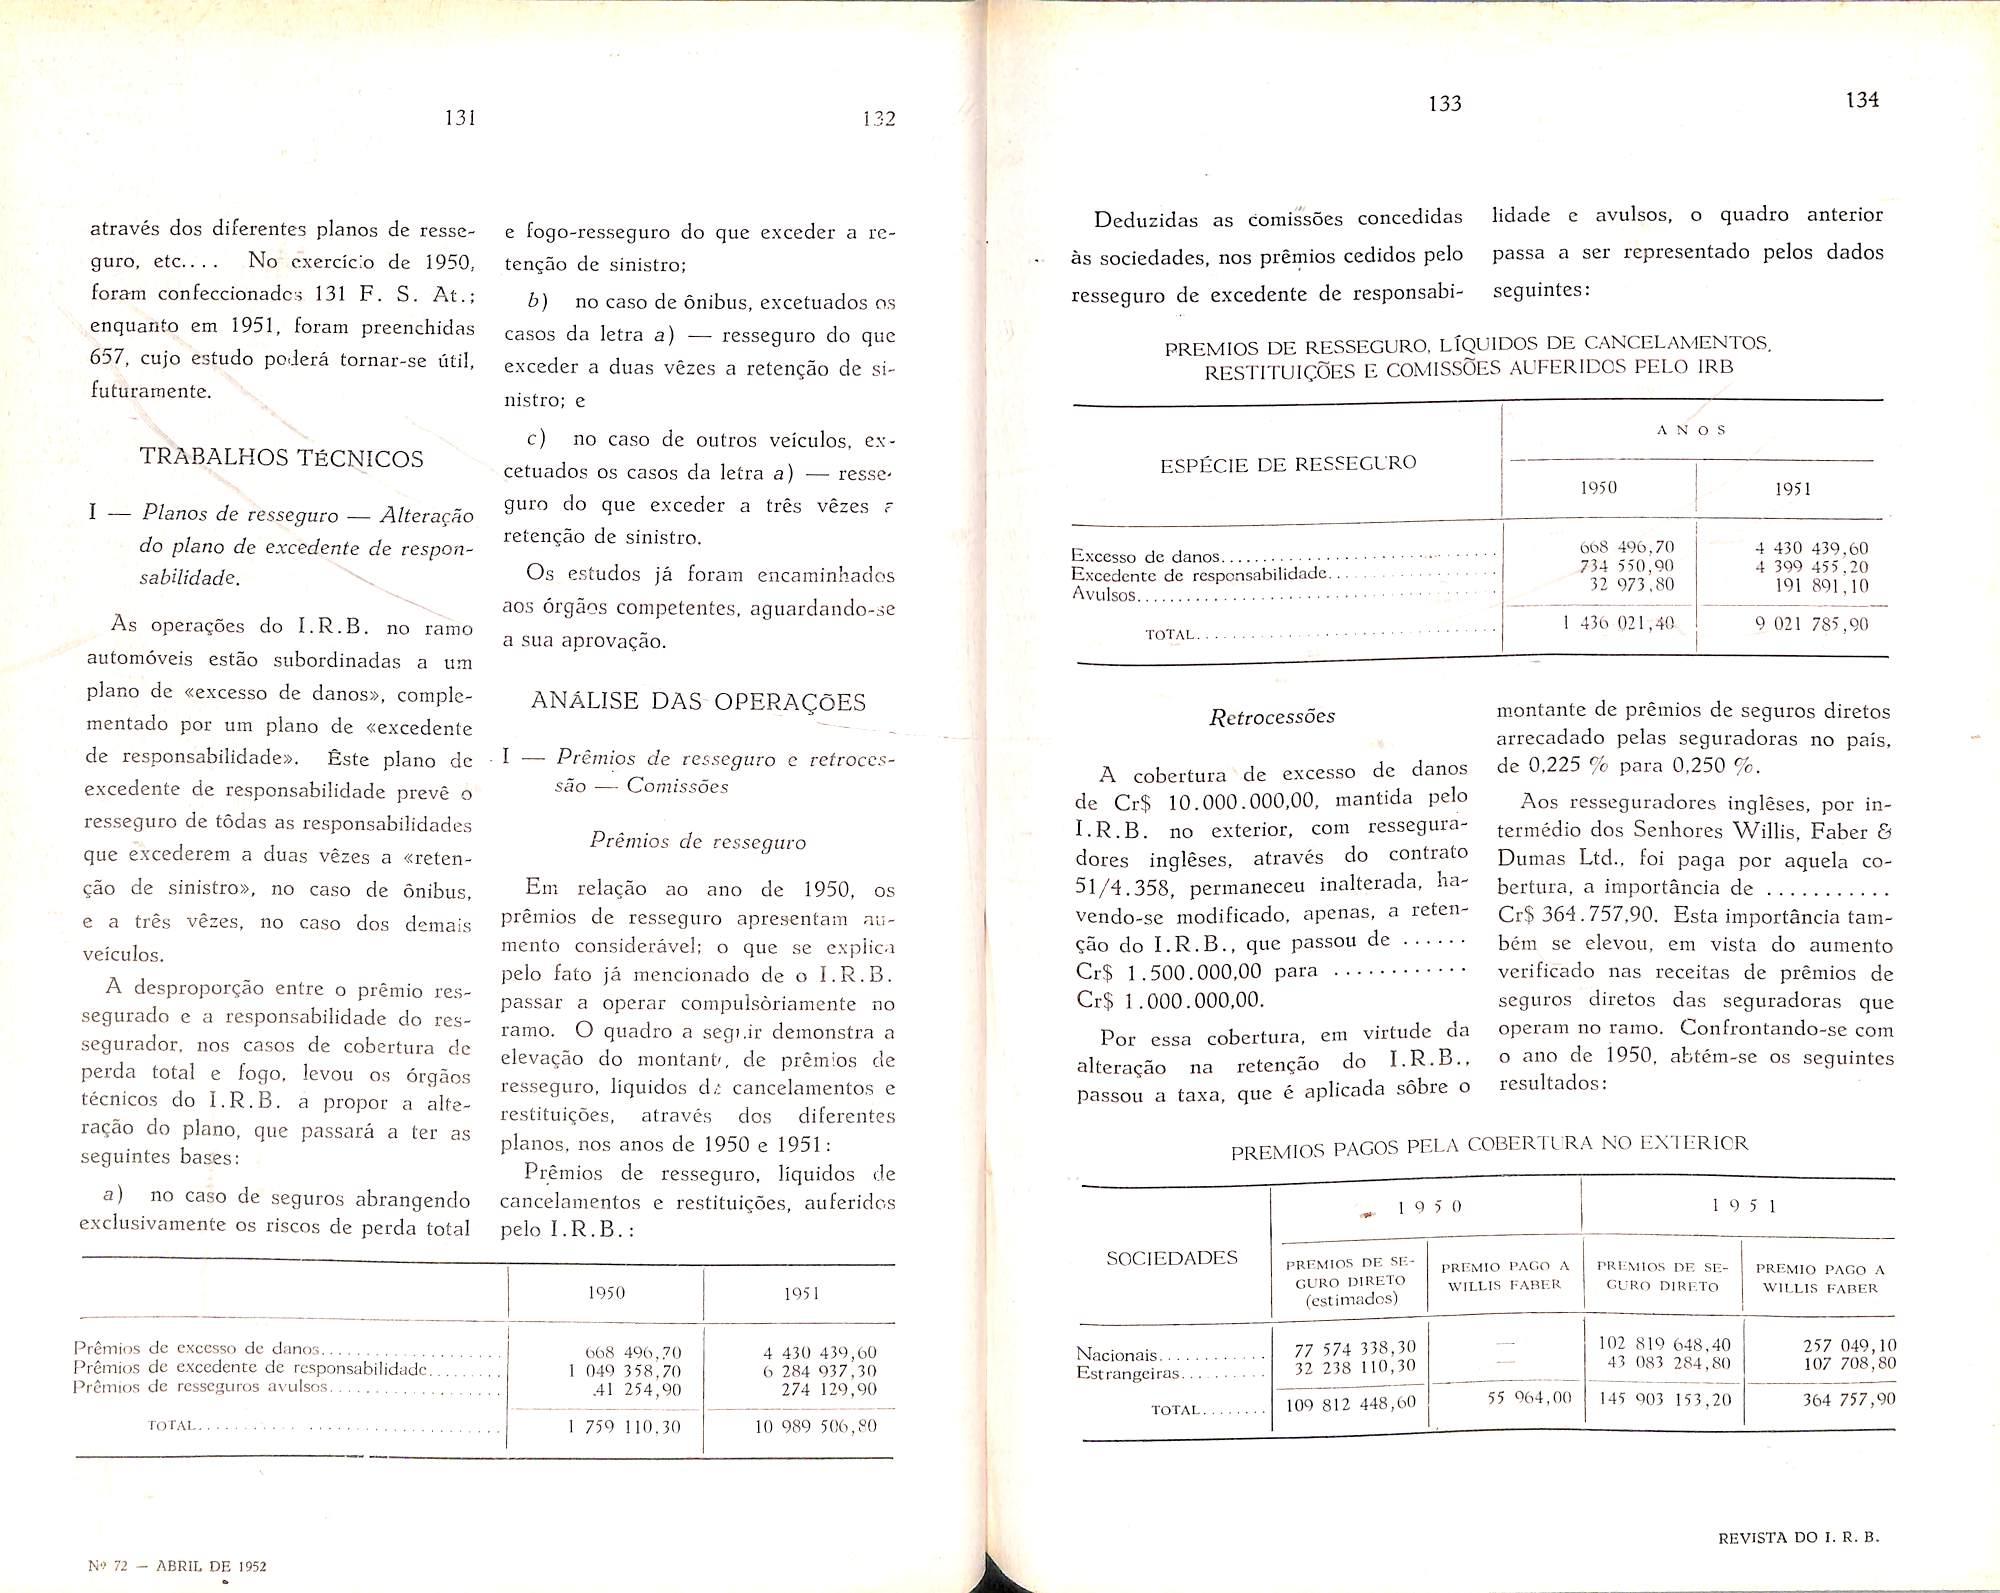 131
132
através dos diferentes planos de resse-
guro, etc.... No exercício de 1950,
foram confeccionados 131 F. S. At.;
enquanto em 1951, foram preenchidas
657, cujo estudo poderá tornar-se útil,
futuramente.
TRABALHOS TÉCNICOS
I — Planos de resseguro — Alteração
do plano de excedente de respon-
sabilidade.
As operações do I.R.B. no ramo
automóveis estão subordinadas a um
plano de «excesso de danos», comple-
mentado por um plano de «excedente
de responsabilidade». Êste plano de
excedente de responsabilidade prevê o
resseguro de tôdas as responsabilidades
que excederem a duas vêzes a «reten-
ção de sinistro», no caso de ônibus,
e a três vêzes, no caso dos demais
veículos.
A desproporção entre o prêmio res-
segurado e a responsabilidade do res-
segurador, nos casos de cobertura de
perda total e fogo, levou os órgãos
técnicos do I.R.B. a propor a alte-
ração do plano, que passará a ter as
seguintes bases:
a) no caso de seguros abrangendo
exclusivamente os riscos de perda total
e fogo-resseguro do que exceder a re-
tenção de sinistro;
b) no caso de ônibus, excetuados os
casos da letra a) — resseguro do que
exceder a duas vêzes a retenção de si-
nistro; e
c) no caso de outros veículos, ex-
cetuados os casos da letra a) — resse-
guro do que exceder a três vêzes a
retenção de sinistro.
Os estudos já foram encaminhados
aos órgãos competentes, aguardando-se
a sua aprovação.
ANÁLISE DAS OPERAÇÕES
I — Prêmios de resseguro e retroces-
são — Comissões
Prêmios de resseguro
Em relação ao ano de 1950, os
prêmios de resseguro apresentam au-
mento considerável; o que se explica
pelo fato já mencionado de o I.R.B.
passar a operar compulsòriamente no
ramo. O quadro a seguir demonstra a
elevação do montante, de prêmios de
resseguro, liquidos de cancelamentos e
restituições, através dos diferentes
planos, nos anos de 1950 e 1951:
Prêmios de resseguro, líquidos de
cancelamentos e restituições, auferidos
pelo I.R.B.:
1950 1951
Prêmios de excesso de danos.................... 668 496,70 4 430 439,60
Prêmios de excedente de responsabilidade......... 1 049 358,70 6 284 937,30
Prêmios de resseguros avulsos................... 41 254,90 274 129,90
TOTAL................................ 1 759 110,30 10 989 506,80
Nº 72 — ABRIL DE 1952
133
134
Deduzidas as comissões concedidas
às sociedades, nos prêmios cedidos pelo
resseguro de excedente de responsabi-
lidade e avulsos, o quadro anterior
passa a ser representado pelos dados
seguintes:
PREMIOS DE RESSEGURO, LÍQUIDOS DE CANCELAMENTOS,
RESTITUIÇÕES E COMISSÕES AUFERIDOS PELO IRB
ANOS
ESPÉCIE DE RESSEGURO
1950 1951
Excesso de danos.............................. 668 496,70 4 430 439,60
Excedente de responsabilidade.................. 734 550,90 4 399 455,20
Avulsos....................................... 32 973,80 191 891,10
TOTAL............................... 1 436 021,40 9 021 785,90
Retrocessões
A cobertura de excesso de danos
de Cr$ 10.000.000,00, mantida pelo
I.R.B. no exterior, com ressegura-
dores inglêses, através do contrato
51/4.358, permaneceu inalterada, ha-
vendo-se modificado, apenas, a reten-
ção do I.R.B., que passou de ......
Cr$ 1.500.000,00 para ............
Cr$ 1.000.000,00.
Por essa cobertura, em virtude da
alteração na retenção do I.R.B.,
passou a taxa, que é aplicada sôbre o
montante de prêmios de seguros diretos
arrecadado pelas seguradoras no país,
de 0,225 % para 0,250 %.
Aos resseguradores inglêses, por in-
termédio dos Senhores Willis, Faber &
Dumas Ltd., foi paga por aquela co-
bertura, a importância de ...........
Cr$ 364.757,90. Esta importância tam-
bém se elevou, em vista do aumento
verificado nas receitas de prêmios de
seguros diretos das seguradoras que
operam no ramo. Confrontando-se com
o ano de 1950, abtém-se os seguintes
resultados:
PREMIOS PAGOS PELA COBERTURA NO EXTERIOR
1950 1951
SOCIEDADES
PREMIOS DE SE-
GURO DIRETO
(estimados)
PREMIO PAGO A
WILLIS FABER
PREMIOS DE SE-
GURO DIRETO
PREMIO PAGO A
WILLIS FABER
Nacionais............ 77 574 338,30 — 102 819 648,40 257 049,10
Estrangeiras.......... 32 238 110,30 — 43 083 284,80 107 708,80
TOTAL........ 109 812 448,60 55 964,00 145 903 153,20 364 757,90
REVISTA DO I. R. B.